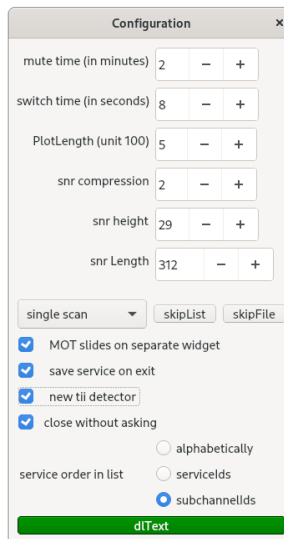 Configuration ×
mute time (in minutes) 2 − +
switch time (in seconds) 8 − +
PlotLength (unit 100) 5 − +
snr compression 2 − +
snr height 29 − +
snr Length 312 − +
single scan skipList skipFile
MOT slides on separate widget
save service on exit
new tii detector
close without asking
alphabetically
service order in list serviceIds
subchannelIds
dlText